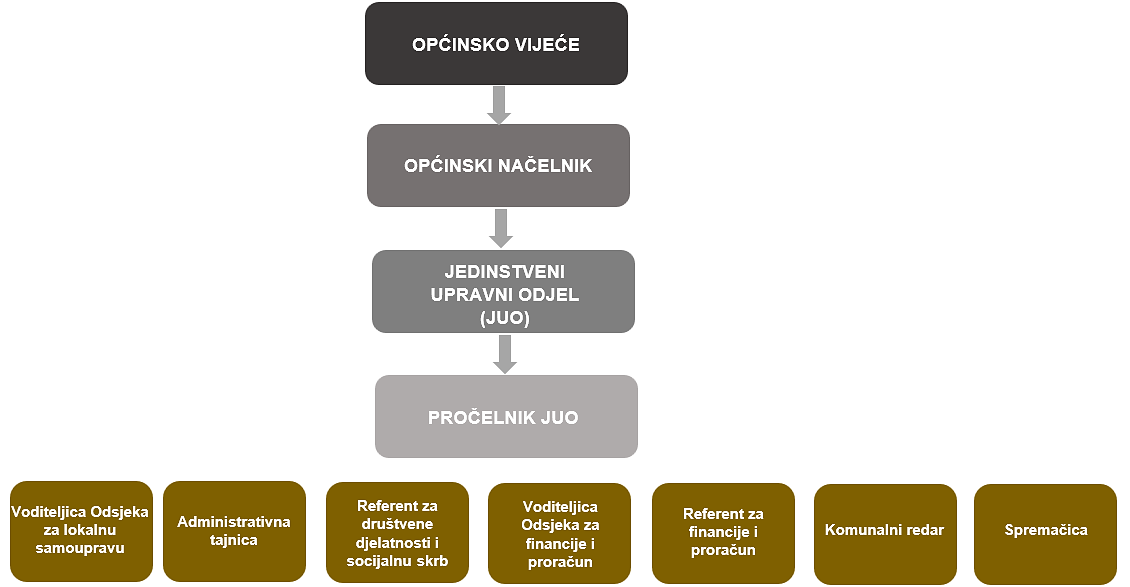 OPĆINSKO VIJEĆE
OPĆINSKI NAČELNIK
JEDINSTVENI
UPRAVNI ODJEL
(JUO)
PROČELNIK JUO
Voditeljica Odsjeka
za lokalnu
samoupravu
Administrativna
tajnica
Referent za
društvene
djelatnosti i
socijalnu skrb
Voditeljica
Odsjeka za
financije i
proračun
Referent za
financije i
proračun
Komunalni redar
Spremačica